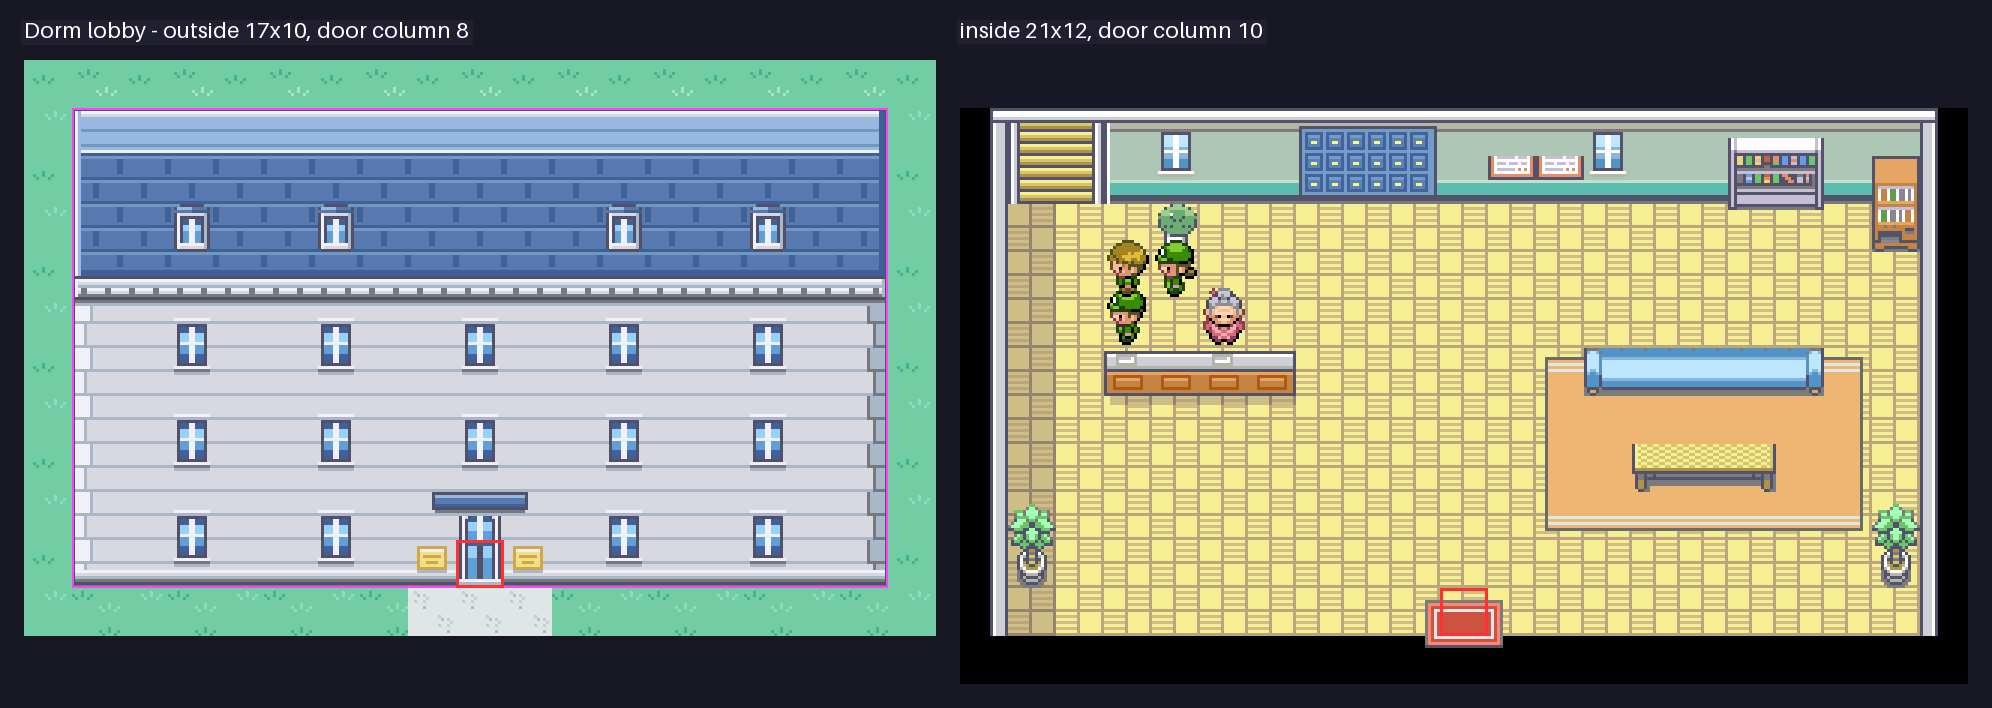 Dorm lobby - outside 17x10, door column 8
inside 21x12, door column 10